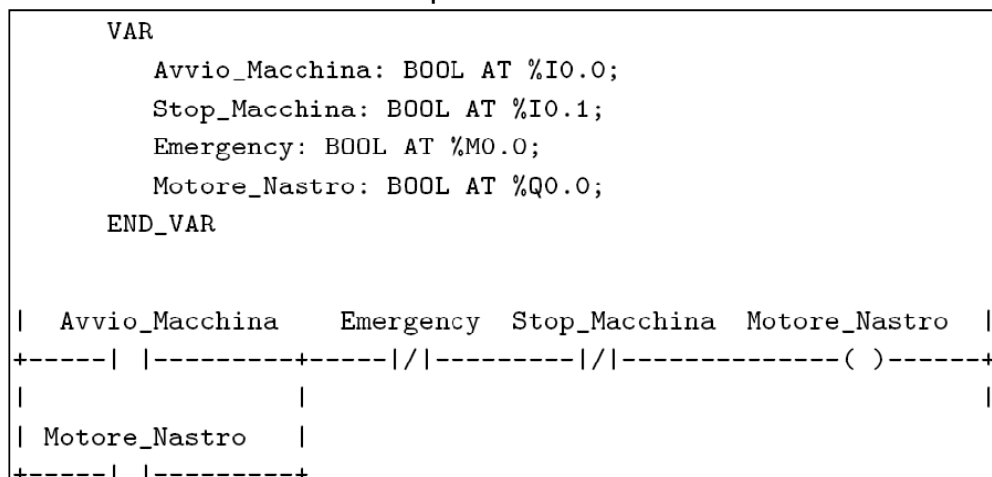 VAR
Avvio_Macchina: BOOL AT %I0.0;
Stop_Macchina: BOOL AT %I0.1;
Emergency: BOOL AT %M0.0;
Motore_Nastro: BOOL AT %Q0.0;
END_VAR
|  Avvio_Macchina    Emergency  Stop_Macchina  Motore_Nastro  |
+-----| |---------+-----|/|---------|/|--------------( )------+
|                 |                                           |
| Motore_Nastro   |
+-----| |---------+